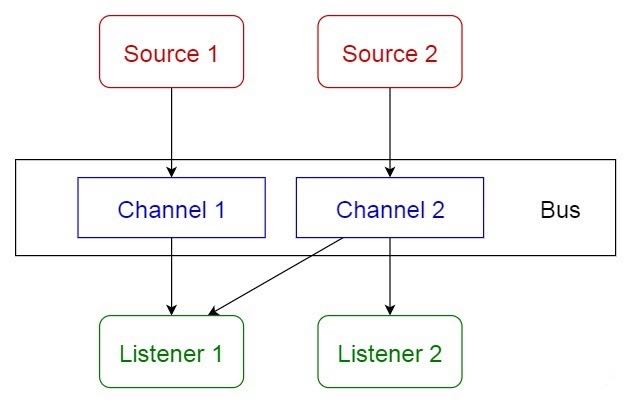 Source 1
Source 2
Channel 1
Channel 2
Bus
Listener 1
Listener 2